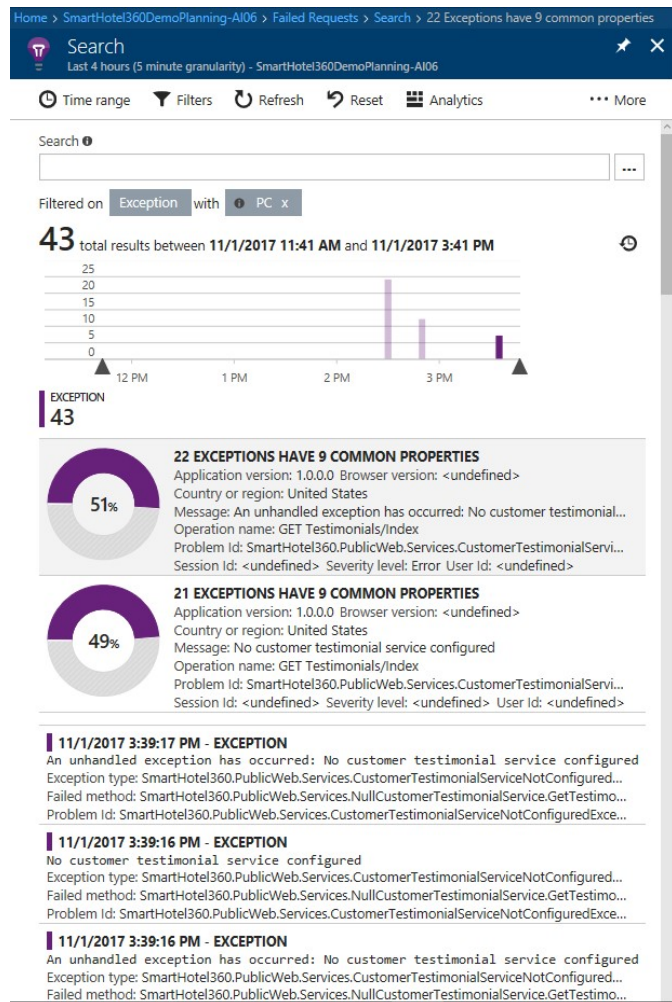 Home > SmartHotel360DemoPlanning-AI06 > Failed Requests > Search > 22 Exceptions have 9 common properties
Search
Last 4 hours (5 minute granularity) - SmartHotel360DemoPlanning-AI06
Time range Filters Refresh Reset Analytics ... More
Search
...
Filtered on Exception with PC x
43 total results between 11/1/2017 11:41 AM and 11/1/2017 3:41 PM
25
20
15
10
5
0
12 PM 1 PM 2 PM 3 PM
EXCEPTION
43
22 EXCEPTIONS HAVE 9 COMMON PROPERTIES
Application version: 1.0.0.0 Browser version: <undefined>
Country or region: United States
51%
Message: An unhandled exception has occurred: No customer testimonial...
Operation name: GET Testimonials/Index
Problem Id: SmartHotel360.PublicWeb.Services.CustomerTestimonialServi...
Session Id: <undefined> Severity level: Error User Id: <undefined>
21 EXCEPTIONS HAVE 9 COMMON PROPERTIES
Application version: 1.0.0.0 Browser version: <undefined>
Country or region: United States
49%
Message: No customer testimonial service configured
Operation name: GET Testimonials/Index
Problem Id: SmartHotel360.PublicWeb.Services.CustomerTestimonialServi...
Session Id: <undefined> Severity level: <undefined> User Id: <undefined>
11/1/2017 3:39:17 PM - EXCEPTION
An unhandled exception has occurred: No customer testimonial service configured
Exception type: SmartHotel360.PublicWeb.Services.CustomerTestimonialServiceNotConfigured...
Failed method: SmartHotel360.PublicWeb.Services.NullCustomerTestimonialService.GetTestimo...
Problem Id: SmartHotel360.PublicWeb.Services.CustomerTestimonialServiceNotConfiguredExce...
11/1/2017 3:39:16 PM - EXCEPTION
No customer testimonial service configured
Exception type: SmartHotel360.PublicWeb.Services.CustomerTestimonialServiceNotConfigured...
Failed method: SmartHotel360.PublicWeb.Services.NullCustomerTestimonialService.GetTestimo...
Problem Id: SmartHotel360.PublicWeb.Services.CustomerTestimonialServiceNotConfiguredExce...
11/1/2017 3:39:16 PM - EXCEPTION
An unhandled exception has occurred: No customer testimonial service configured
Exception type: SmartHotel360.PublicWeb.Services.CustomerTestimonialServiceNotConfigured...
Failed method: SmartHotel360.PublicWeb.Services.NullCustomerTestimonialService.GetTestimo...